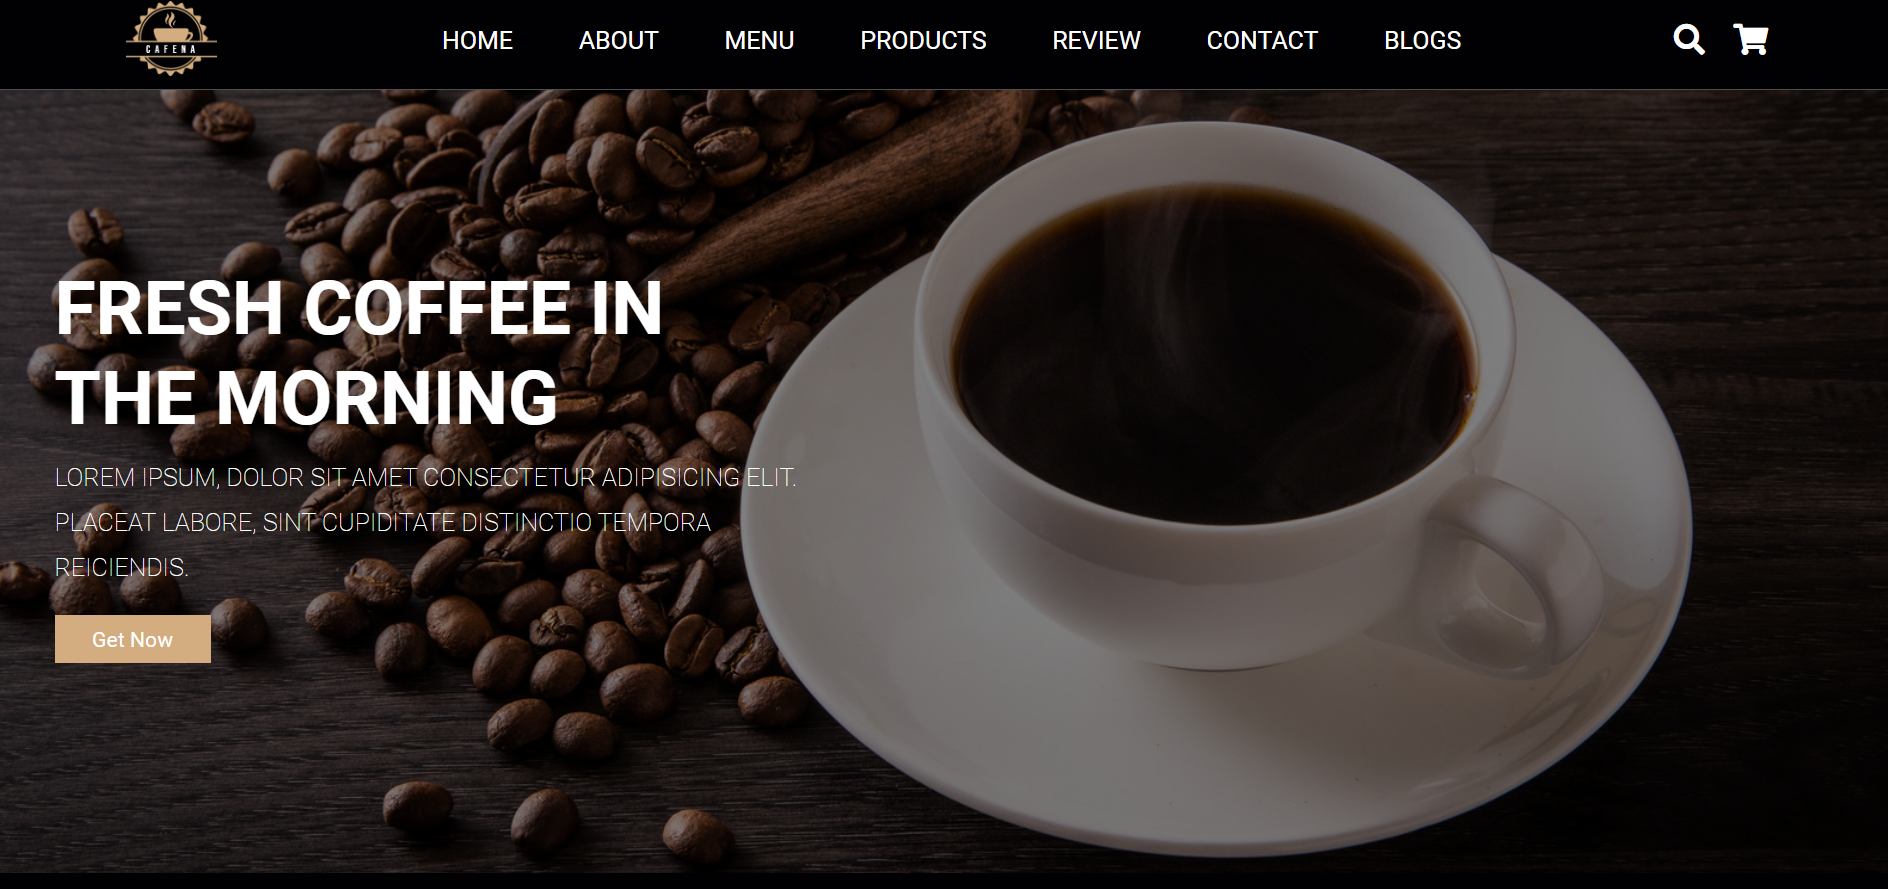 CAFENA
HOME ABOUT MENU PRODUCTS REVIEW CONTACT BLOGS
FRESH COFFEE IN
THE MORNING
LOREM IPSUM, DOLOR SIT AMET CONSECTETUR ADIPISICING ELIT.
PLACEAT LABORE, SINT CUPIDITATE DISTINCTIO TEMPORA
REICIENDIS.
Get Now